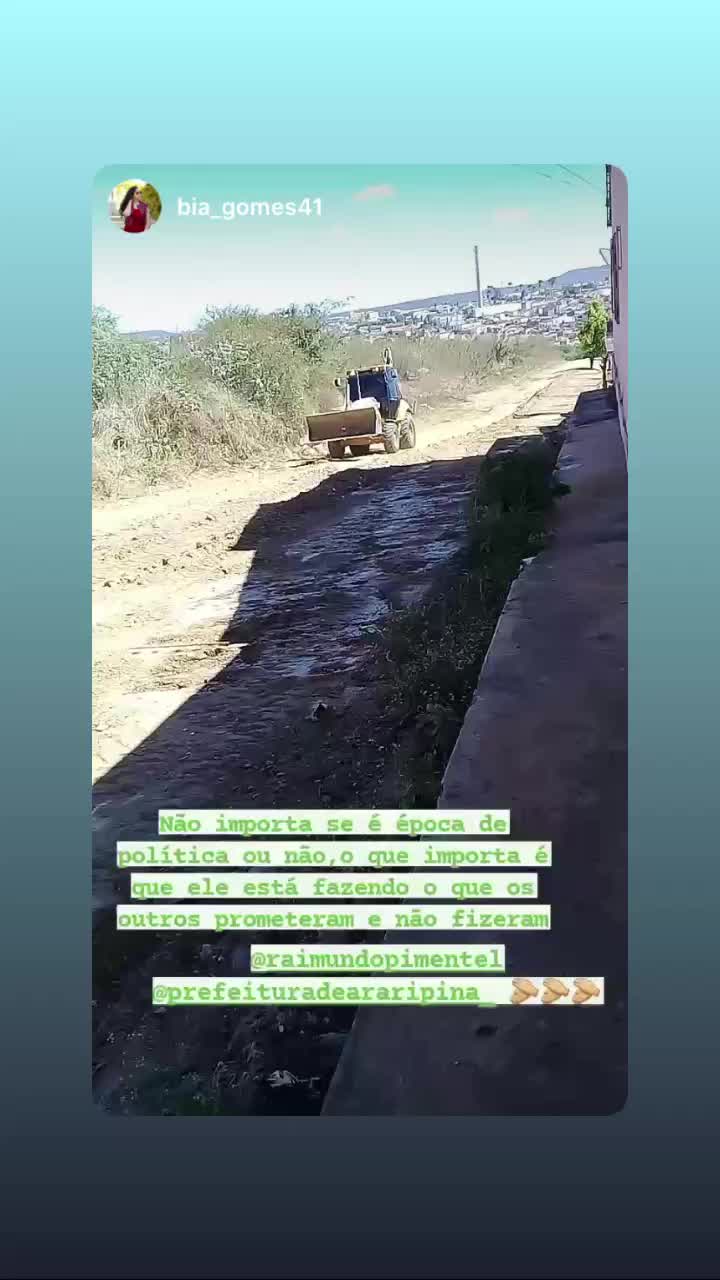 bia_gomes41
Não importa se é época de
política ou não,o que importa é
que ele está fazendo o que os
outros prometeram e não fizeram
@raimundopimentel
@prefeituradeararipina_ 👏🏼👏🏼👏🏼